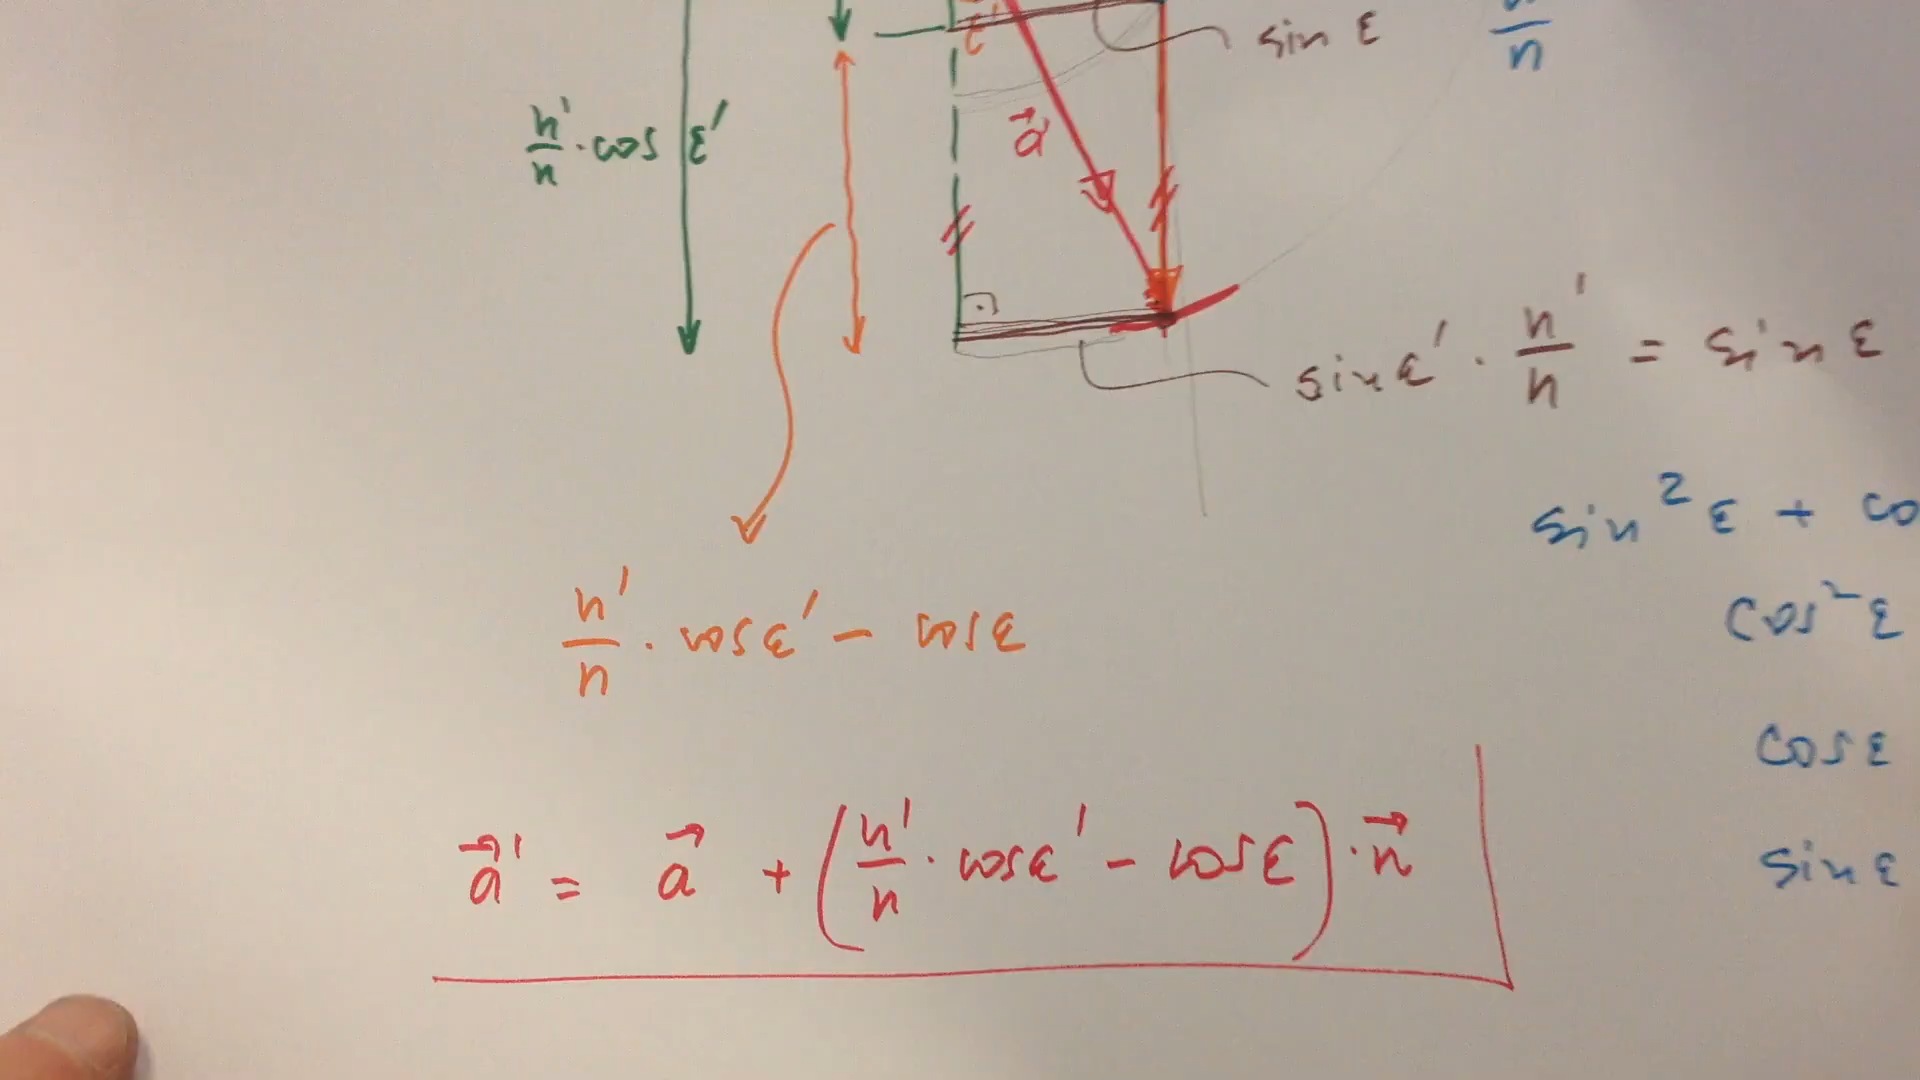 sin ε
n
n'/n · cos ε'
ε'
a⃗
sin ε' · n'/n = sin ε
sin² ε + co
cos² ε
n'/n · cos ε' − cos ε
cos ε
a⃗' = a⃗ + (n'/n · cos ε' − cos ε) · n⃗
sin ε